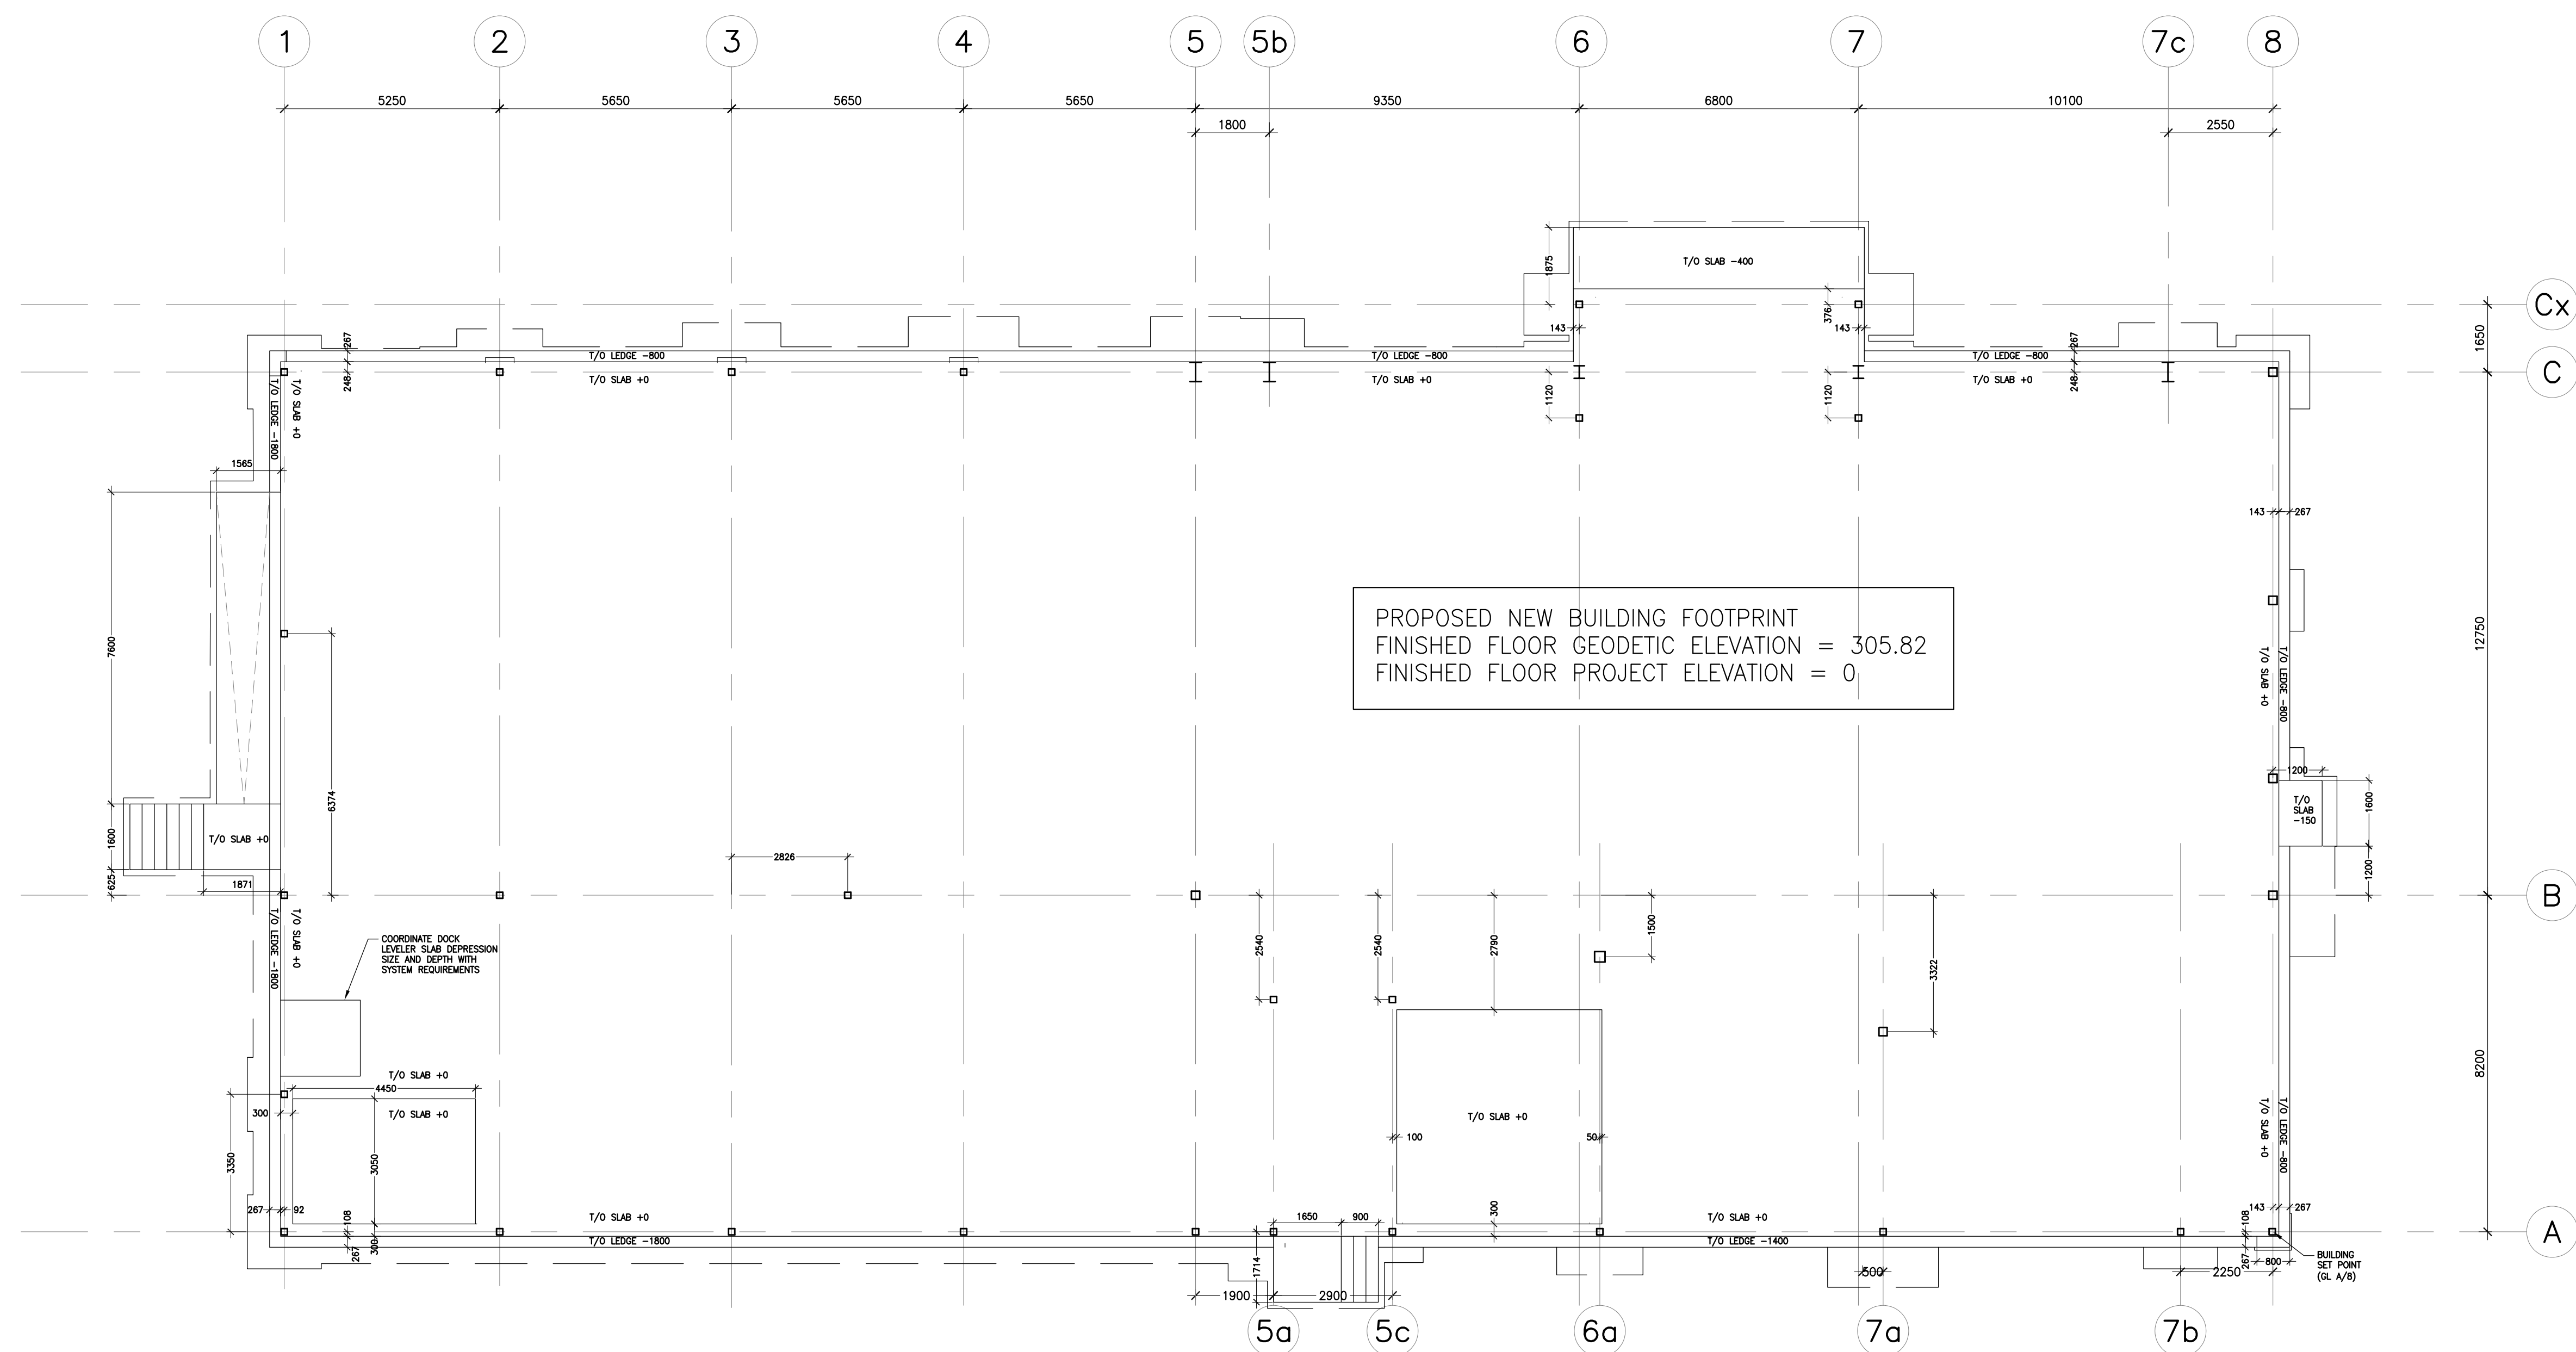 1 2 3 4 5 5b 6 7 7c 8
5250 5650 5650 5650 9350 6800 10100
1800 2550
1875
T/O SLAB -400
Cx
376
143 143
1650
267 267
T/O LEDGE -800 T/O LEDGE -800 T/O LEDGE -800
248 248
T/O SLAB +0 T/O SLAB +0 T/O SLAB +0
C
T/O LEDGE -1800
T/O SLAB +0
1120 1120
1565
143 267
7600
PROPOSED NEW BUILDING FOOTPRINT
FINISHED FLOOR GEODETIC ELEVATION = 305.82
FINISHED FLOOR PROJECT ELEVATION = 0
12750
T/O SLAB +0
T/O LEDGE -800
6374
1200
T/O
SLAB
-150
1600
1600
T/O SLAB +0
2826
625
1871
1200
B
T/O LEDGE -1800
T/O SLAB +0
COORDINATE DOCK
LEVELER SLAB DEPRESSION
SIZE AND DEPTH WITH
SYSTEM REQUIREMENTS
2540 2540 2790 1500
3322
8200
T/O SLAB +0
4450
300
T/O SLAB +0
T/O SLAB +0
100 50
T/O SLAB +0
T/O LEDGE -800
3350
3050
267 92
108
T/O SLAB +0
1650 900
300
T/O SLAB +0
143 267
108
A
T/O LEDGE -1800
T/O LEDGE -1400
267
300
1714
267
800
500
2250
BUILDING
SET POINT
(GL A/8)
1900 2900
5a 5c 6a 7a 7b